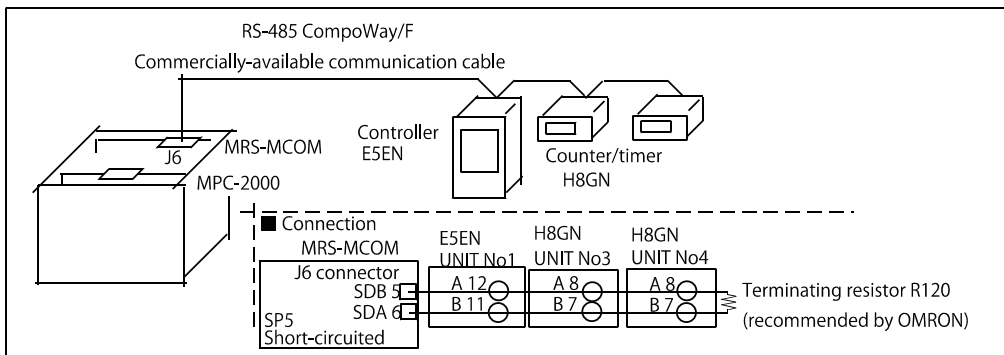 RS-485 CompoWay/F
Commercially-available communication cable
J6
MRS-MCOM
MPC-2000
Controller
E5EN
Counter/timer
H8GN
■ Connection
MRS-MCOM
J6 connector
SDB 5
SDA 6
SP5
Short-circuited
E5EN
UNIT No1
A 12
B 11
H8GN
UNIT No3
A 8
B 7
H8GN
UNIT No4
A 8
B 7
Terminating resistor R120
(recommended by OMRON)